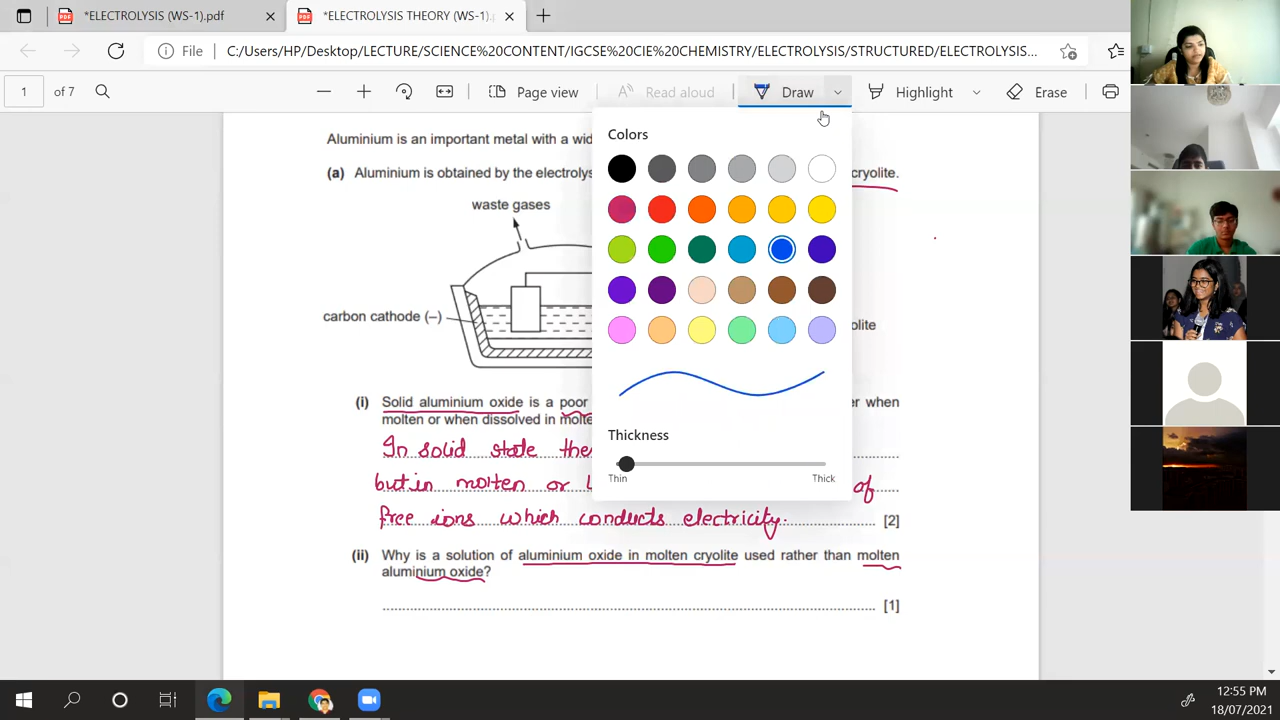 *ELECTROLYSIS (WS-1).pdf
*ELECTROLYSIS THEORY (WS-1).
File C:/Users/HP/Desktop/LECTURE/SCIENCE%20CONTENT/IGCSE%20CIE%20CHEMISTRY/ELECTROLYSIS/STRUCTURED/ELECTROLYSIS...
1 of 7 Page view Read aloud Draw Highlight Erase
Colors
Thickness
Thin Thick
Aluminium is an important metal with a wid
(a) Aluminium is obtained by the electrolys cryolite.
waste gases
carbon cathode (–) olite
(i) Solid aluminium oxide is a poor er when
molten or when dissolved in molte
In solid state the
but in molten or of
free ions which conducts electricity. [2]
(ii) Why is a solution of aluminium oxide in molten cryolite used rather than molten
aluminium oxide?
[1]
12:55 PM
18/07/2021